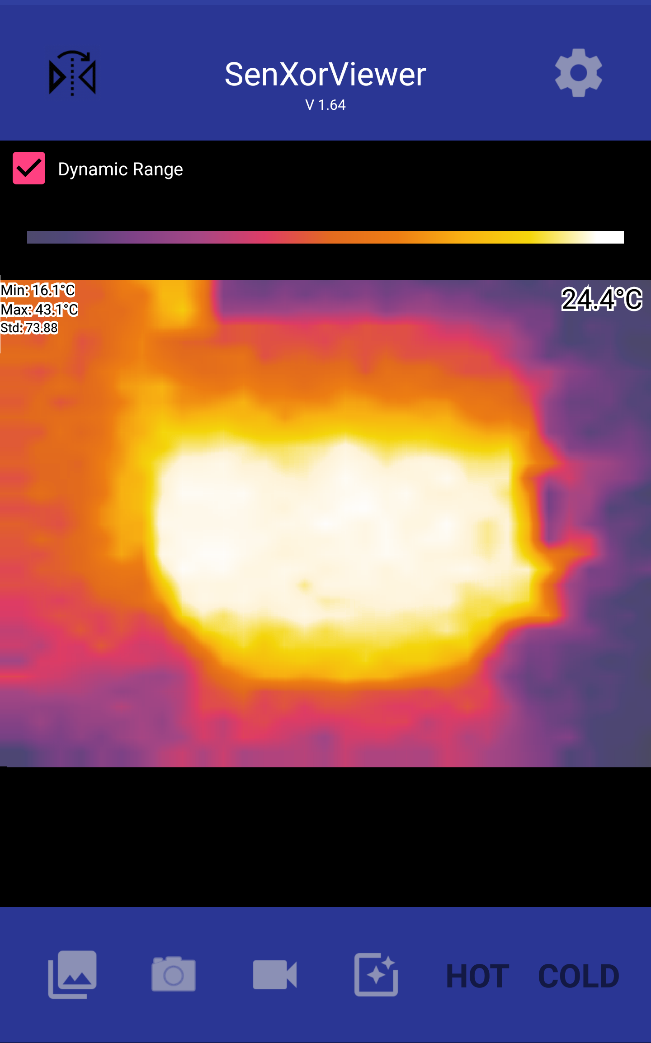 SenXorViewer
V 1.64
Dynamic Range
Min: 16.1°C
Max: 43.1°C
Std: 73.88
24.4°C
HOT COLD